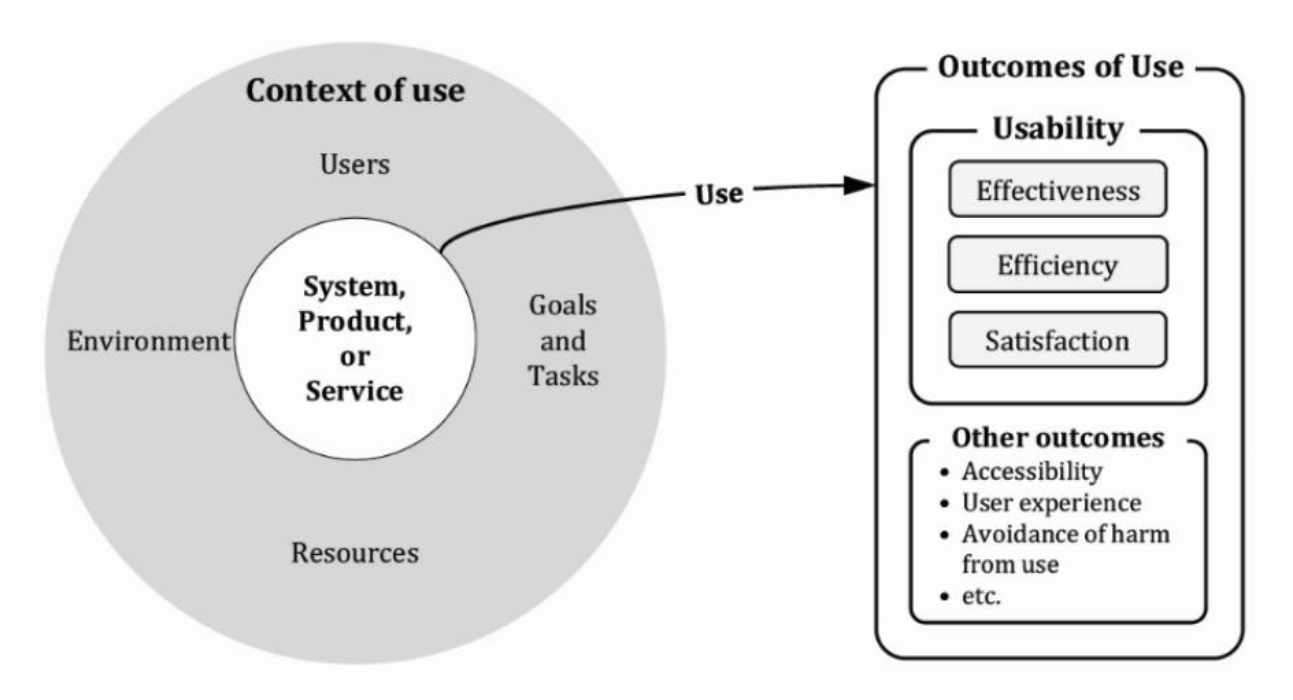 Context of use
Users
System,
Product,
or
Service
Environment
Goals
and
Tasks
Resources
Use
Outcomes of Use
Usability
Effectiveness
Efficiency
Satisfaction
Other outcomes
• Accessibility
• User experience
• Avoidance of harm
from use
• etc.